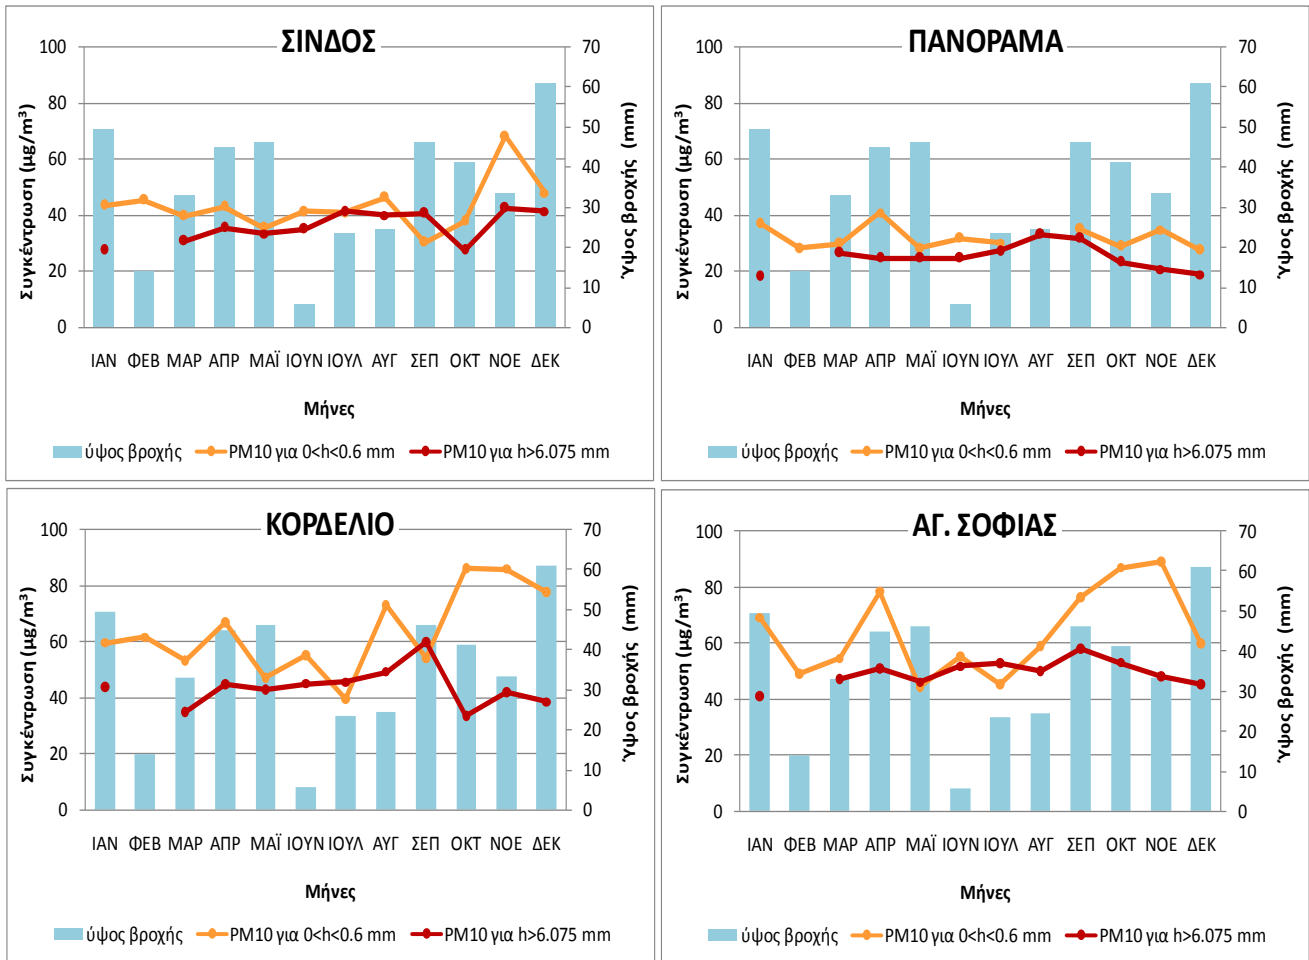 ΣΙΝΔΟΣ
Συγκέντρωση (μg/m³)
100
80
60
40
20
0
70
60
50
40
30
20
10
0
Ύψος βροχής (mm)
ΙΑΝ ΦΕΒ ΜΑΡ ΑΠΡ ΜΑΪ ΙΟΥΝ ΙΟΥΛ ΑΥΓ ΣΕΠ ΟΚΤ ΝΟΕ ΔΕΚ
Μήνες
ύψος βροχής PM10 για 0<h<0.6 mm PM10 για h>6.075 mm
ΠΑΝΟΡΑΜΑ
Συγκέντρωση (μg/m³)
100
80
60
40
20
0
70
60
50
40
30
20
10
0
Ύψος βροχής (mm)
ΙΑΝ ΦΕΒ ΜΑΡ ΑΠΡ ΜΑΪ ΙΟΥΝ ΙΟΥΛ ΑΥΓ ΣΕΠ ΟΚΤ ΝΟΕ ΔΕΚ
Μήνες
ύψος βροχής PM10 για 0<h<0.6 mm PM10 για h>6.075 mm
ΚΟΡΔΕΛΙΟ
Συγκέντρωση (μg/m³)
100
80
60
40
20
0
70
60
50
40
30
20
10
0
Ύψος βροχής (mm)
ΙΑΝ ΦΕΒ ΜΑΡ ΑΠΡ ΜΑΪ ΙΟΥΝ ΙΟΥΛ ΑΥΓ ΣΕΠ ΟΚΤ ΝΟΕ ΔΕΚ
Μήνες
ύψος βροχής PM10 για 0<h<0.6 mm PM10 για h>6.075 mm
ΑΓ. ΣΟΦΙΑΣ
Συγκέντρωση (μg/m³)
100
80
60
40
20
0
70
60
50
40
30
20
10
0
Ύψος βροχής (mm)
ΙΑΝ ΦΕΒ ΜΑΡ ΑΠΡ ΜΑΪ ΙΟΥΝ ΙΟΥΛ ΑΥΓ ΣΕΠ ΟΚΤ ΝΟΕ ΔΕΚ
Μήνες
ύψος βροχής PM10 για 0<h<0.6 mm PM10 για h>6.075 mm